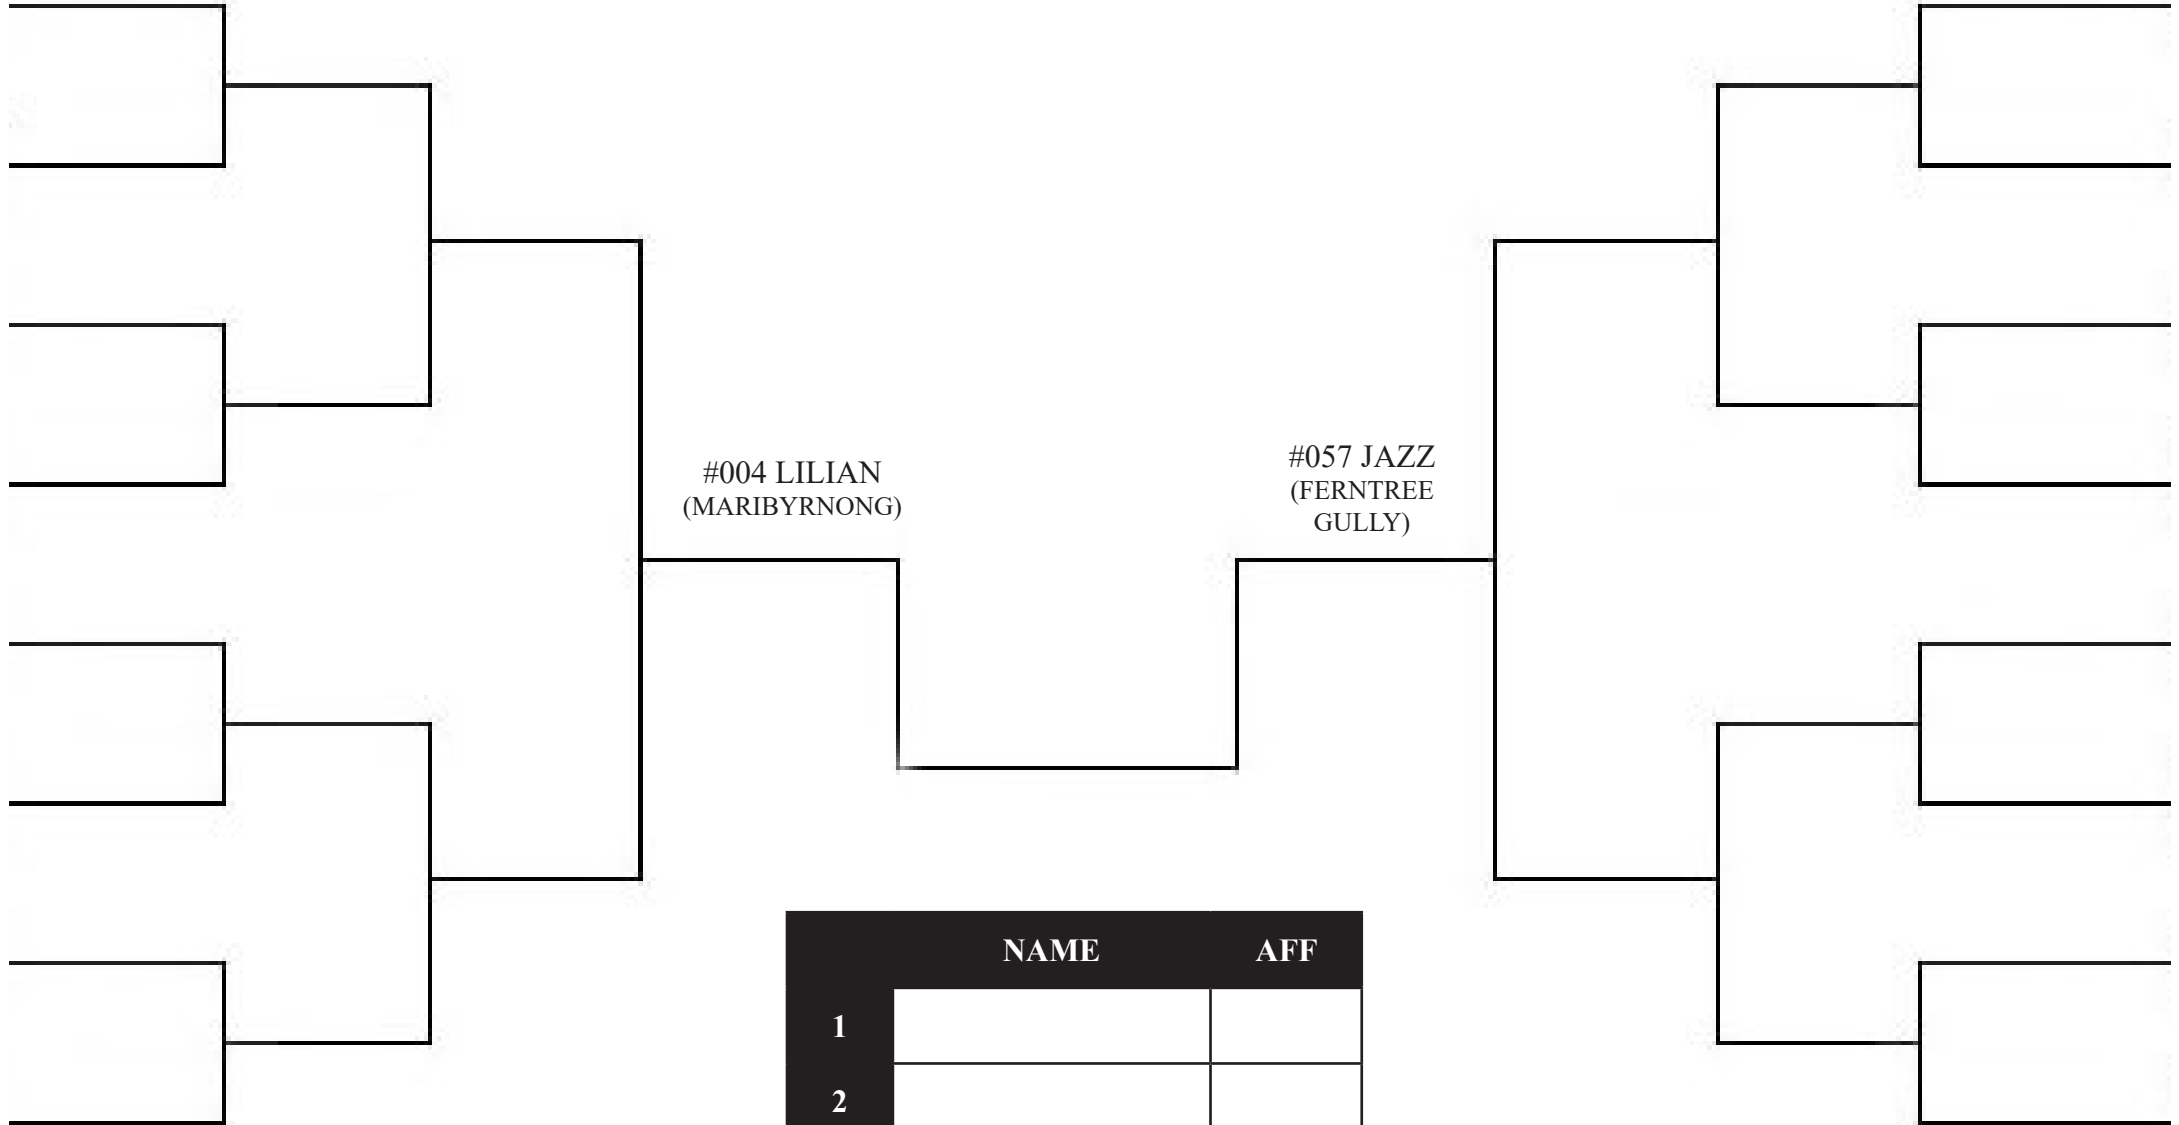 #004 LILIAN
(MARIBYRNONG)
#057 JAZZ
(FERNTREE
GULLY)
NAME AFF
1
2